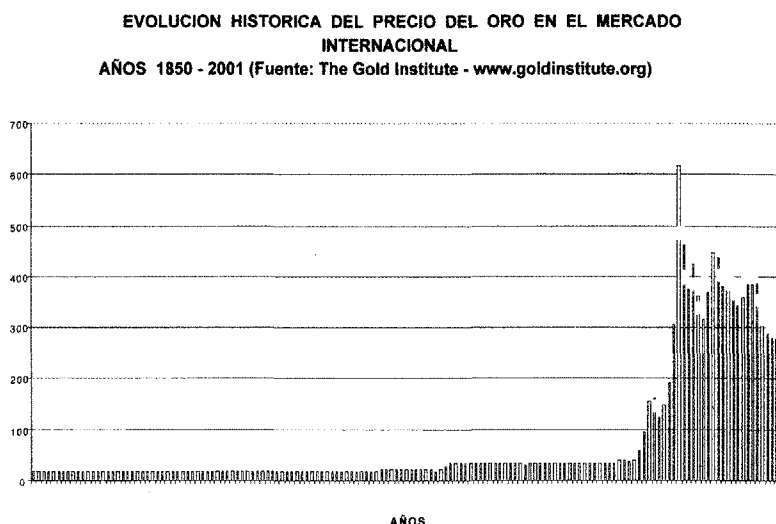 EVOLUCION HISTORICA DEL PRECIO DEL ORO EN EL MERCADO
INTERNACIONAL
AÑOS 1850 - 2001 (Fuente: The Gold Institute - www.goldinstitute.org)
700
600
500
400
300
200
100
0
AÑOS